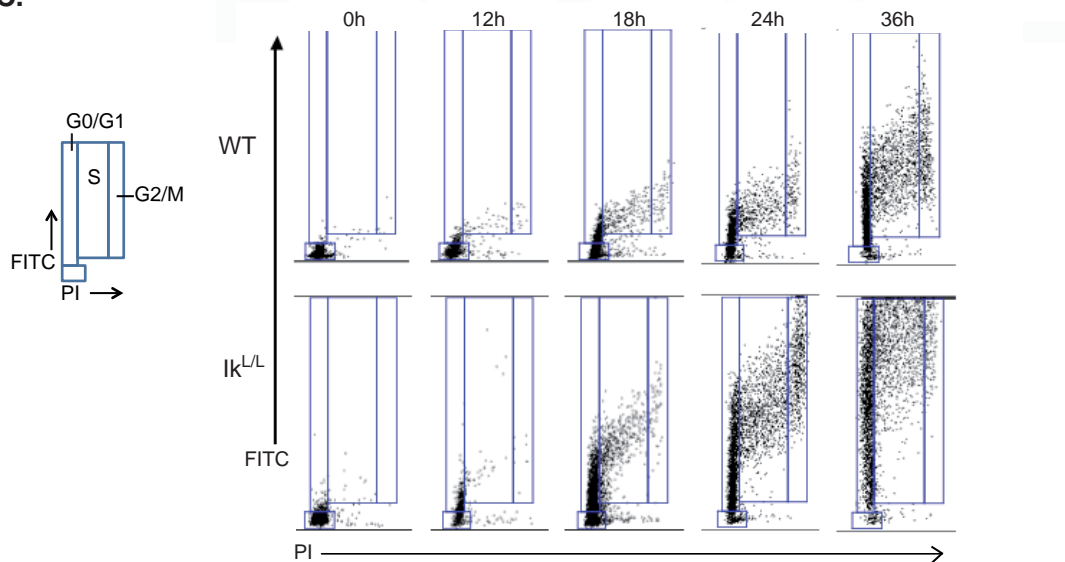 0h 12h 18h 24h 36h
G0/G1
WT
S
G2/M
FITC
PI
Ik^L/L
FITC
PI